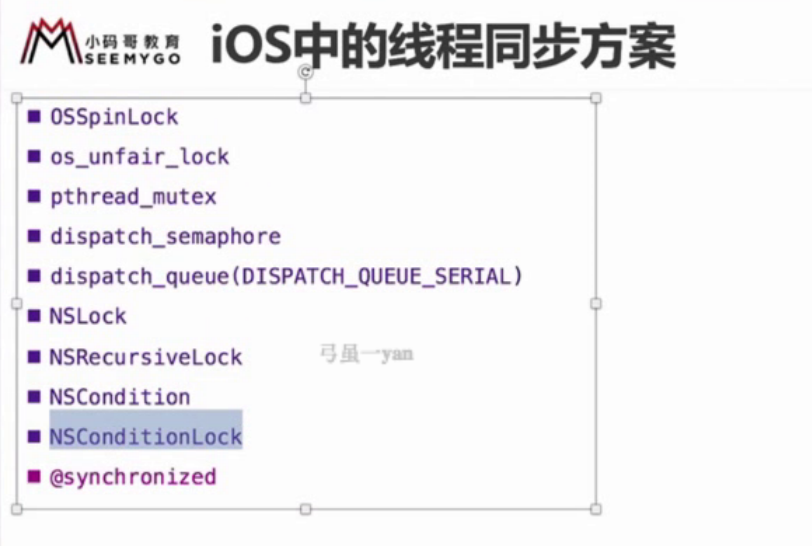 小码哥教育
SEEMYGO
iOS中的线程同步方案
OSSpinLock
os_unfair_lock
pthread_mutex
dispatch_semaphore
dispatch_queue(DISPATCH_QUEUE_SERIAL)
NSLock
NSRecursiveLock
弓虽一yan
NSCondition
NSConditionLock
@synchronized